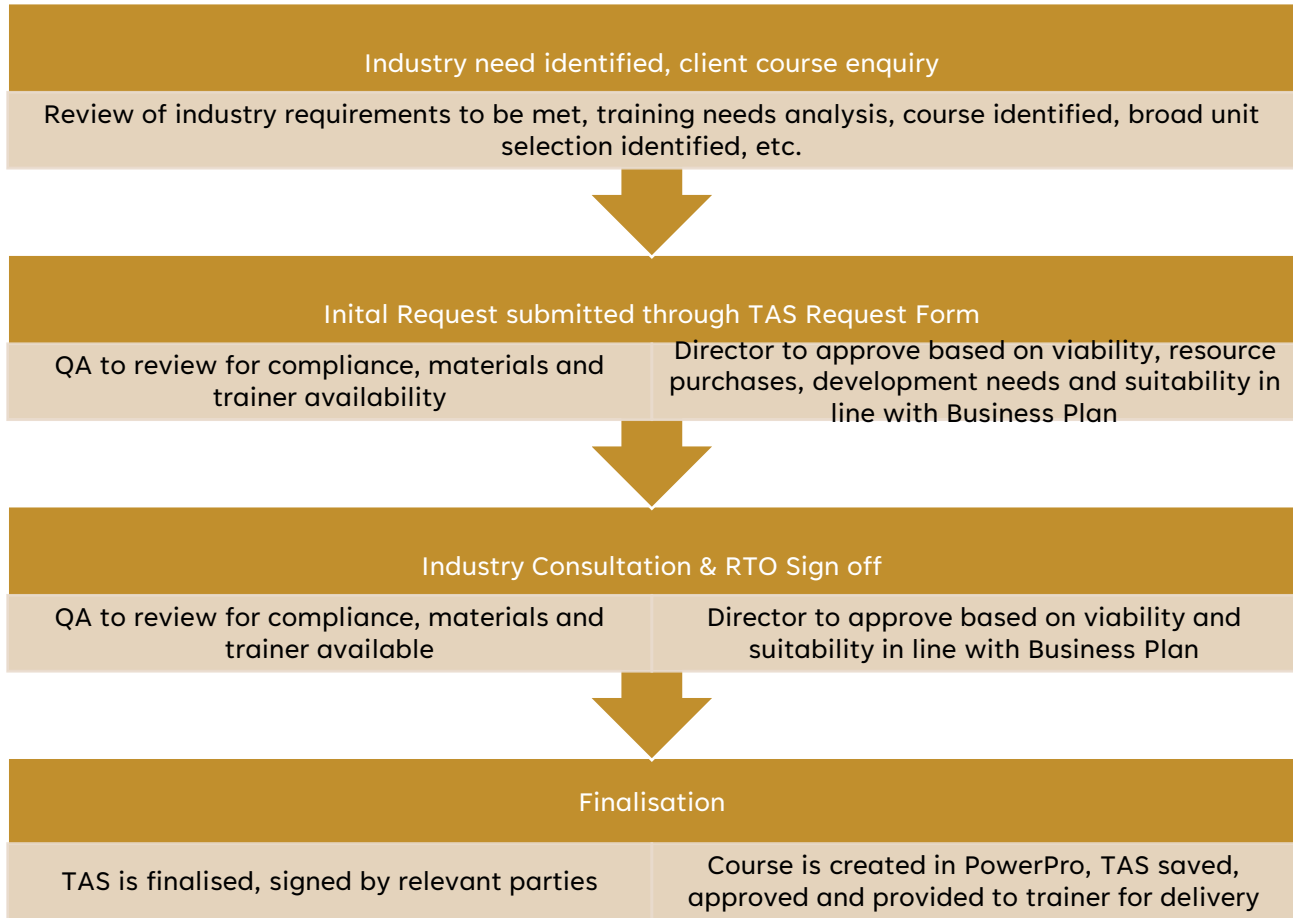 Industry need identified, client course enquiry
Review of industry requirements to be met, training needs analysis, course identified, broad unit
selection identified, etc.
Inital Request submitted through TAS Request Form
QA to review for compliance, materials and
trainer availability
Director to approve based on viability, resource
purchases, development needs and suitability in
line with Business Plan
Industry Consultation & RTO Sign off
QA to review for compliance, materials and
trainer available
Director to approve based on viability and
suitability in line with Business Plan
Finalisation
TAS is finalised, signed by relevant parties
Course is created in PowerPro, TAS saved,
approved and provided to trainer for delivery